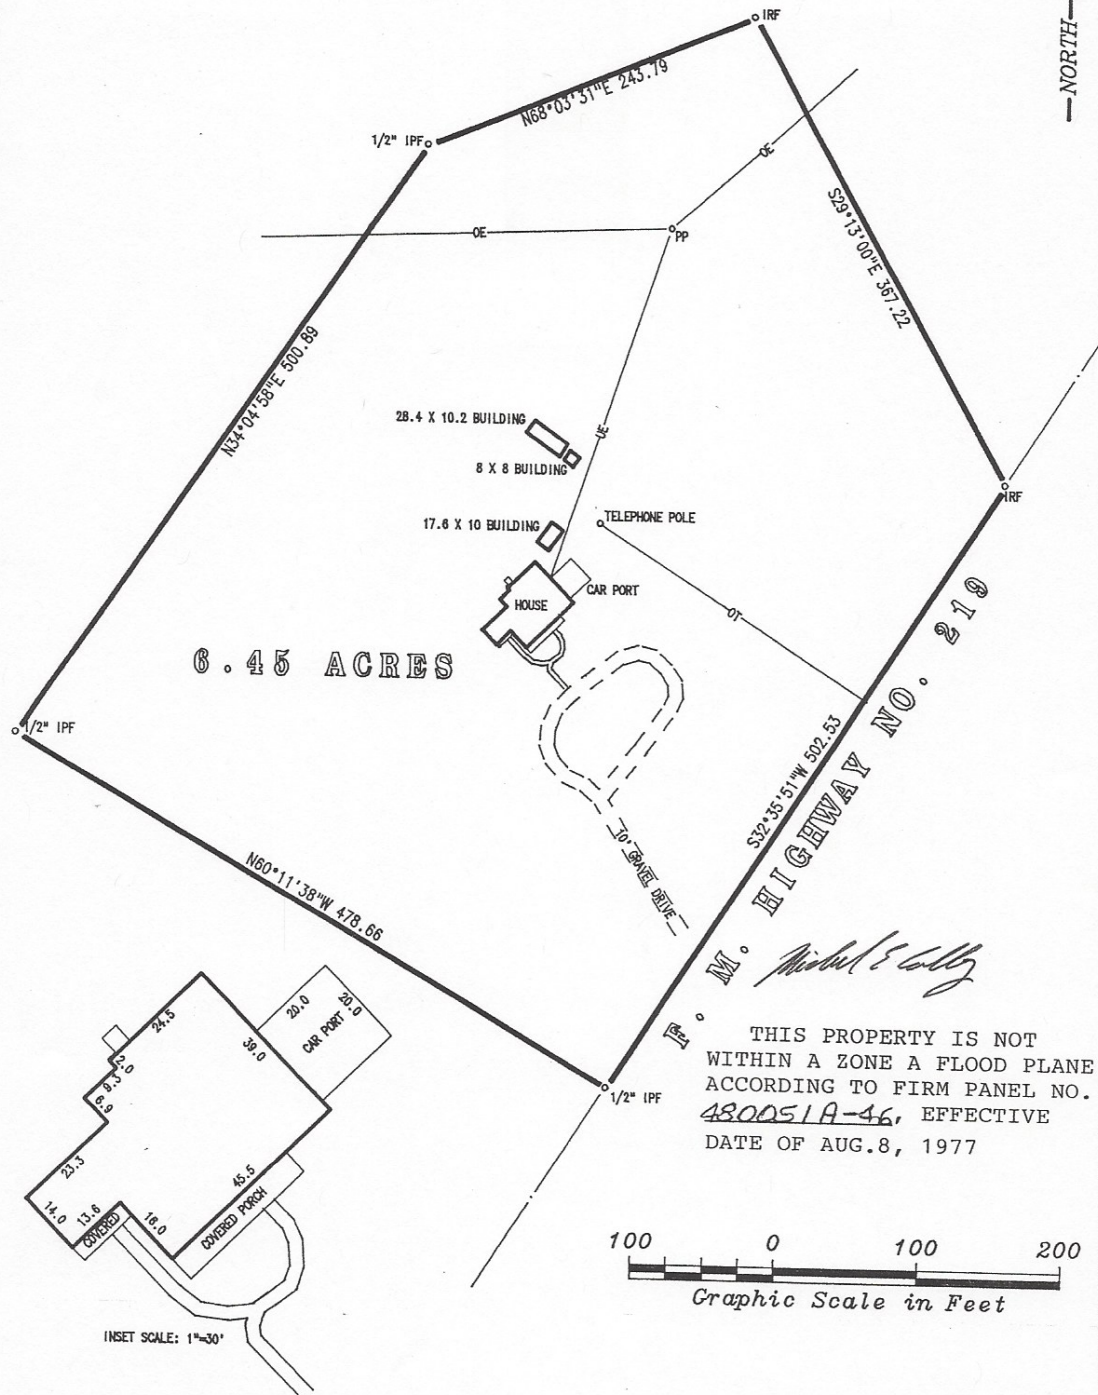 IRF
—NORTH—
N68°03'31"E 243.79
1/2" IPF
OE
OE
PP
S29°13'00"E 367.22
N34°04'58"E 500.89
28.4 X 10.2 BUILDING
OE
8 X 8 BUILDING
IRF
17.6 X 10 BUILDING
TELEPHONE POLE
CAR PORT
HOUSE
OT
6.45 ACRES
1/2" IPF
S32°35'51"W 502.53
F. M. HIGHWAY NO. 219
10' GRAVEL DRIVE
N60°11'38"W 478.66
1/2" IPF
THIS PROPERTY IS NOT
WITHIN A ZONE A FLOOD PLANE
ACCORDING TO FIRM PANEL NO.
480051A-46, EFFECTIVE
DATE OF AUG.8, 1977
24.5
20.0
20.0
CAR PORT
39.0
2.0
9.3
6.9
23.3
14.0
13.6
COVERED
16.0
45.5
COVERED PORCH
INSET SCALE: 1"=30'
100 0 100 200
Graphic Scale in Feet